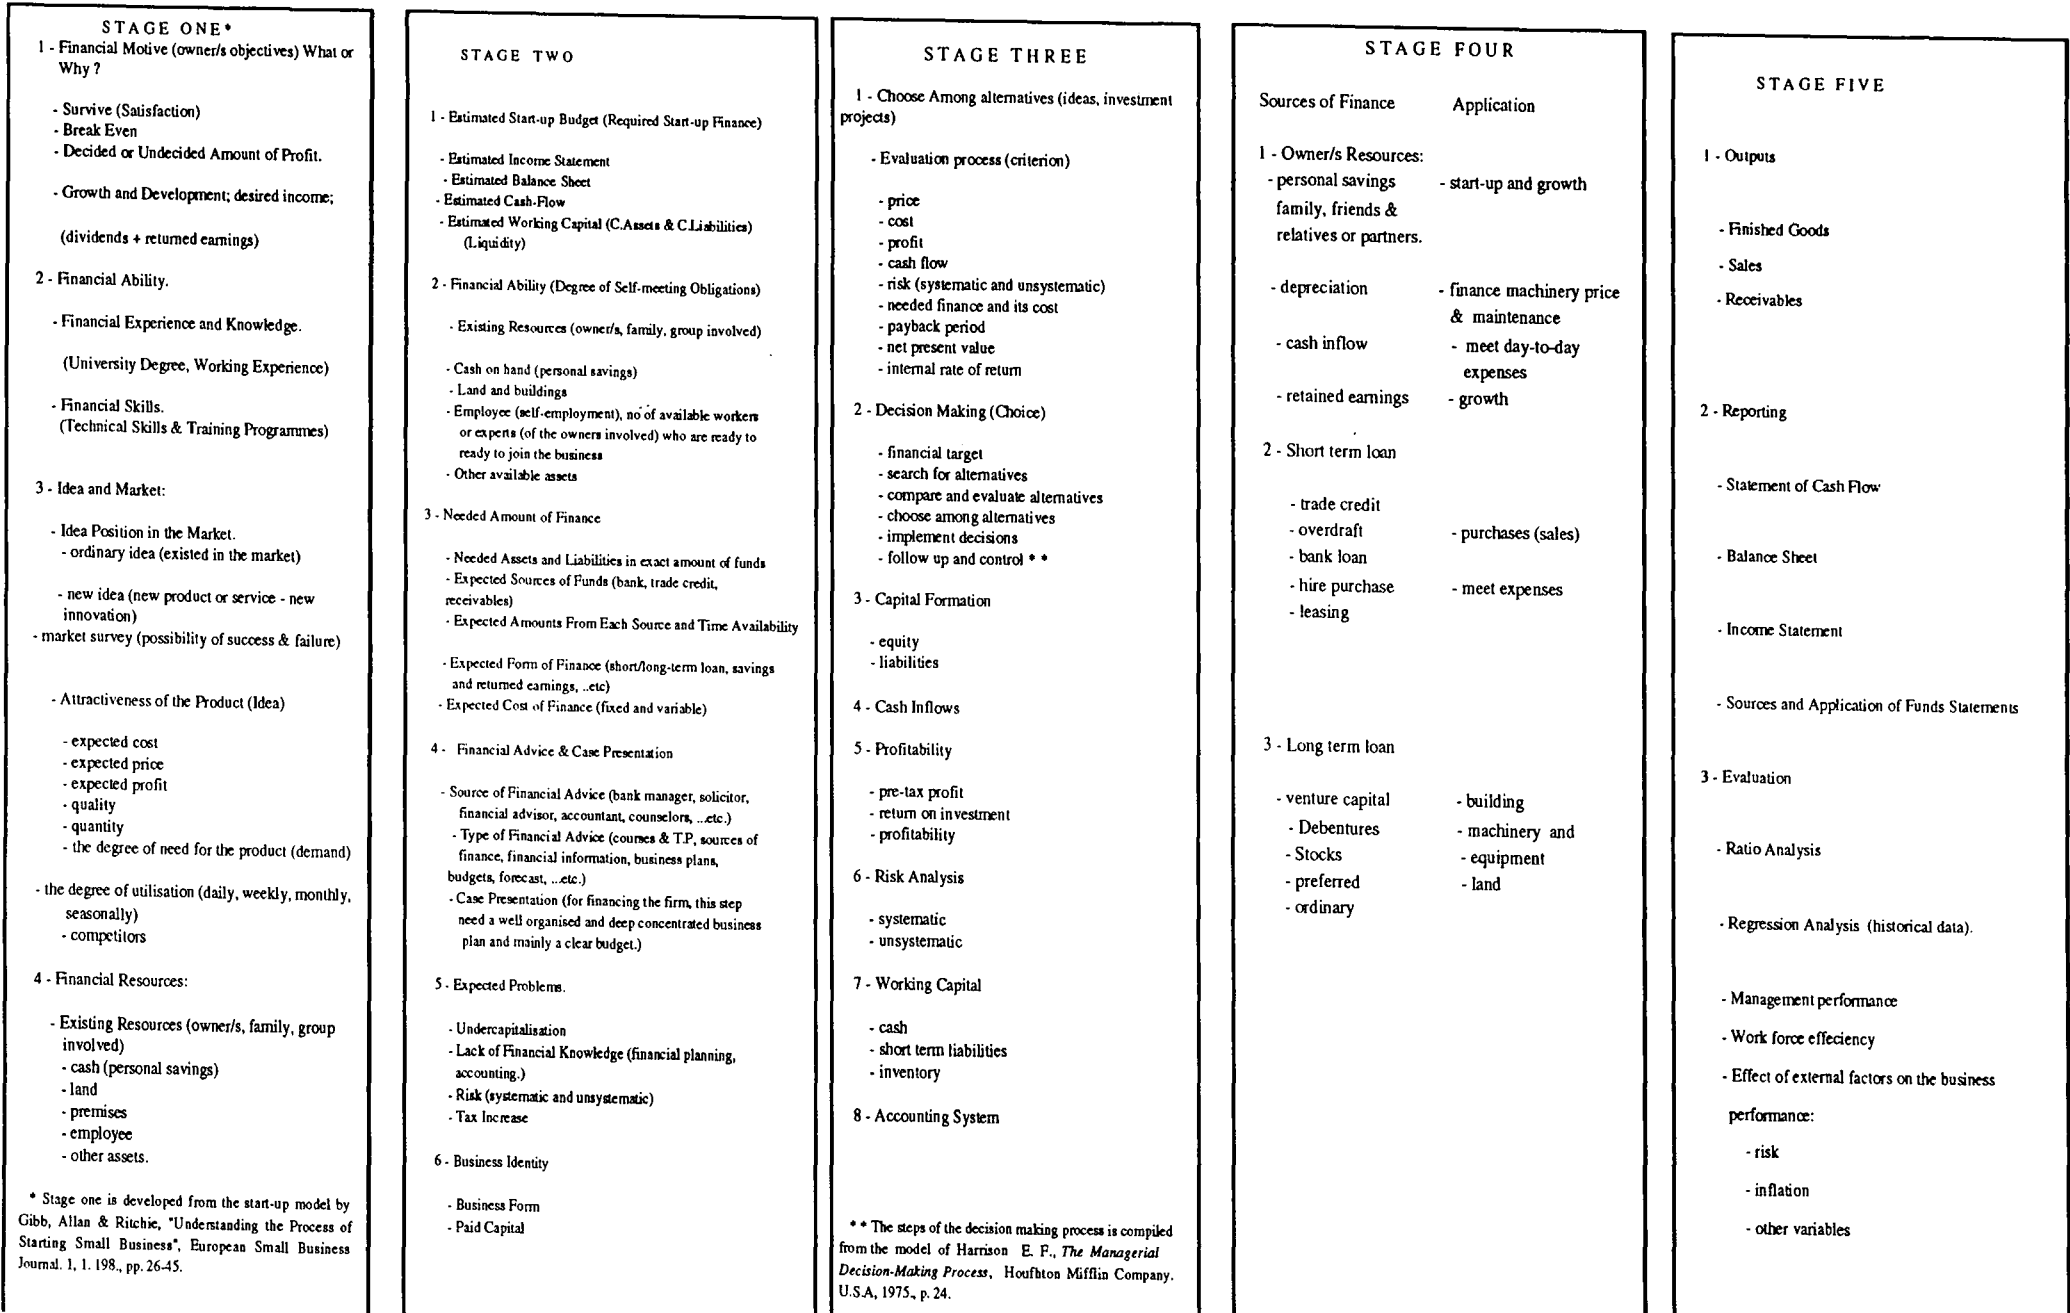 STAGE ONE*
1 - Financial Motive (owner/s objectives) What or
Why ?
- Survive (Satisfaction)
- Break Even
- Decided or Undecided Amount of Profit.
- Growth and Development; desired income;
(dividends + returned earnings)
2 - Financial Ability.
- Financial Experience and Knowledge.
(University Degree, Working Experience)
- Financial Skills.
(Technical Skills & Training Programmes)
3 - Idea and Market:
- Idea Position in the Market.
- ordinary idea (existed in the market)
- new idea (new product or service - new
innovation)
- market survey (possibility of success & failure)
- Attractiveness of the Product (Idea)
- expected cost
- expected price
- expected profit
- quality
- quantity
- the degree of need for the product (demand)
- the degree of utilisation (daily, weekly, monthly,
seasonally)
- competitors
4 - Financial Resources:
- Existing Resources (owner/s, family, group
involved)
- cash (personal savings)
- land
- premises
- employee
- other assets.
* Stage one is developed from the start-up model by
Gibb, Allan & Ritchie, "Understanding the Process of
Starting Small Business", European Small Business
Journal. 1, 1. 198., pp. 26-45.
STAGE TWO
1 - Estimated Start-up Budget (Required Start-up Finance)
- Estimated Income Statement
- Estimated Balance Sheet
- Estimated Cash-Flow
- Estimated Working Capital (C.Assets & C.Liabilities)
(Liquidity)
2 - Financial Ability (Degree of Self-meeting Obligations)
- Existing Resources (owner/s, family, group involved)
- Cash on hand (personal savings)
- Land and buildings
- Employee (self-employment), no of available workers
or experts (of the owners involved) who are ready to
ready to join the business
- Other available assets
3 - Needed Amount of Finance
- Needed Assets and Liabilities in exact amount of funds
- Expected Sources of Funds (bank, trade credit,
receivables)
- Expected Amounts From Each Source and Time Availability
- Expected Form of Finance (short/long-term loan, savings
and returned earnings, ..etc)
- Expected Cost of Finance (fixed and variable)
4 - Financial Advice & Case Presentation
- Source of Financial Advice (bank manager, solicitor,
financial advisor, accountant, counselors, ...etc.)
- Type of Financial Advice (courses & T.P, sources of
finance, financial information, business plans,
budgets, forecast, ...etc.)
- Case Presentation (for financing the firm, this step
need a well organised and deep concentrated business
plan and mainly a clear budget.)
5 - Expected Problems.
- Undercapitalisation
- Lack of Financial Knowledge (financial planning,
accounting.)
- Risk (systematic and unsystematic)
- Tax Increase
6 - Business Identity
- Business Form
- Paid Capital
STAGE THREE
1 - Choose Among alternatives (ideas, investment
projects)
- Evaluation process (criterion)
- price
- cost
- profit
- cash flow
- risk (systematic and unsystematic)
- needed finance and its cost
- payback period
- net present value
- internal rate of return
2 - Decision Making (Choice)
- financial target
- search for alternatives
- compare and evaluate alternatives
- choose among alternatives
- implement decisions
- follow up and control * *
3 - Capital Formation
- equity
- liabilities
4 - Cash Inflows
5 - Profitability
- pre-tax profit
- return on investment
- profitability
6 - Risk Analysis
- systematic
- unsystematic
7 - Working Capital
- cash
- short term liabilities
- inventory
8 - Accounting System
* * The steps of the decision making process is compiled
from the model of Harrison E. F., The Managerial
Decision-Making Process, Houfhton Mifflin Company.
U.S.A, 1975., p. 24.
STAGE FOUR
Sources of Finance Application
1 - Owner/s Resources:
- personal savings - start-up and growth
family, friends &
relatives or partners.
- depreciation - finance machinery price
& maintenance
- cash inflow - meet day-to-day
expenses
- retained earnings - growth
2 - Short term loan
- trade credit
- overdraft - purchases (sales)
- bank loan
- hire purchase - meet expenses
- leasing
3 - Long term loan
- venture capital - building
- Debentures - machinery and
- Stocks - equipment
- preferred - land
- ordinary
STAGE FIVE
1 - Outputs
- Finished Goods
- Sales
- Receivables
2 - Reporting
- Statement of Cash Flow
- Balance Sheet
- Income Statement
- Sources and Application of Funds Statements
3 - Evaluation
- Ratio Analysis
- Regression Analysis (historical data).
- Management performance
- Work force effeciency
- Effect of external factors on the business
performance:
- risk
- inflation
- other variables